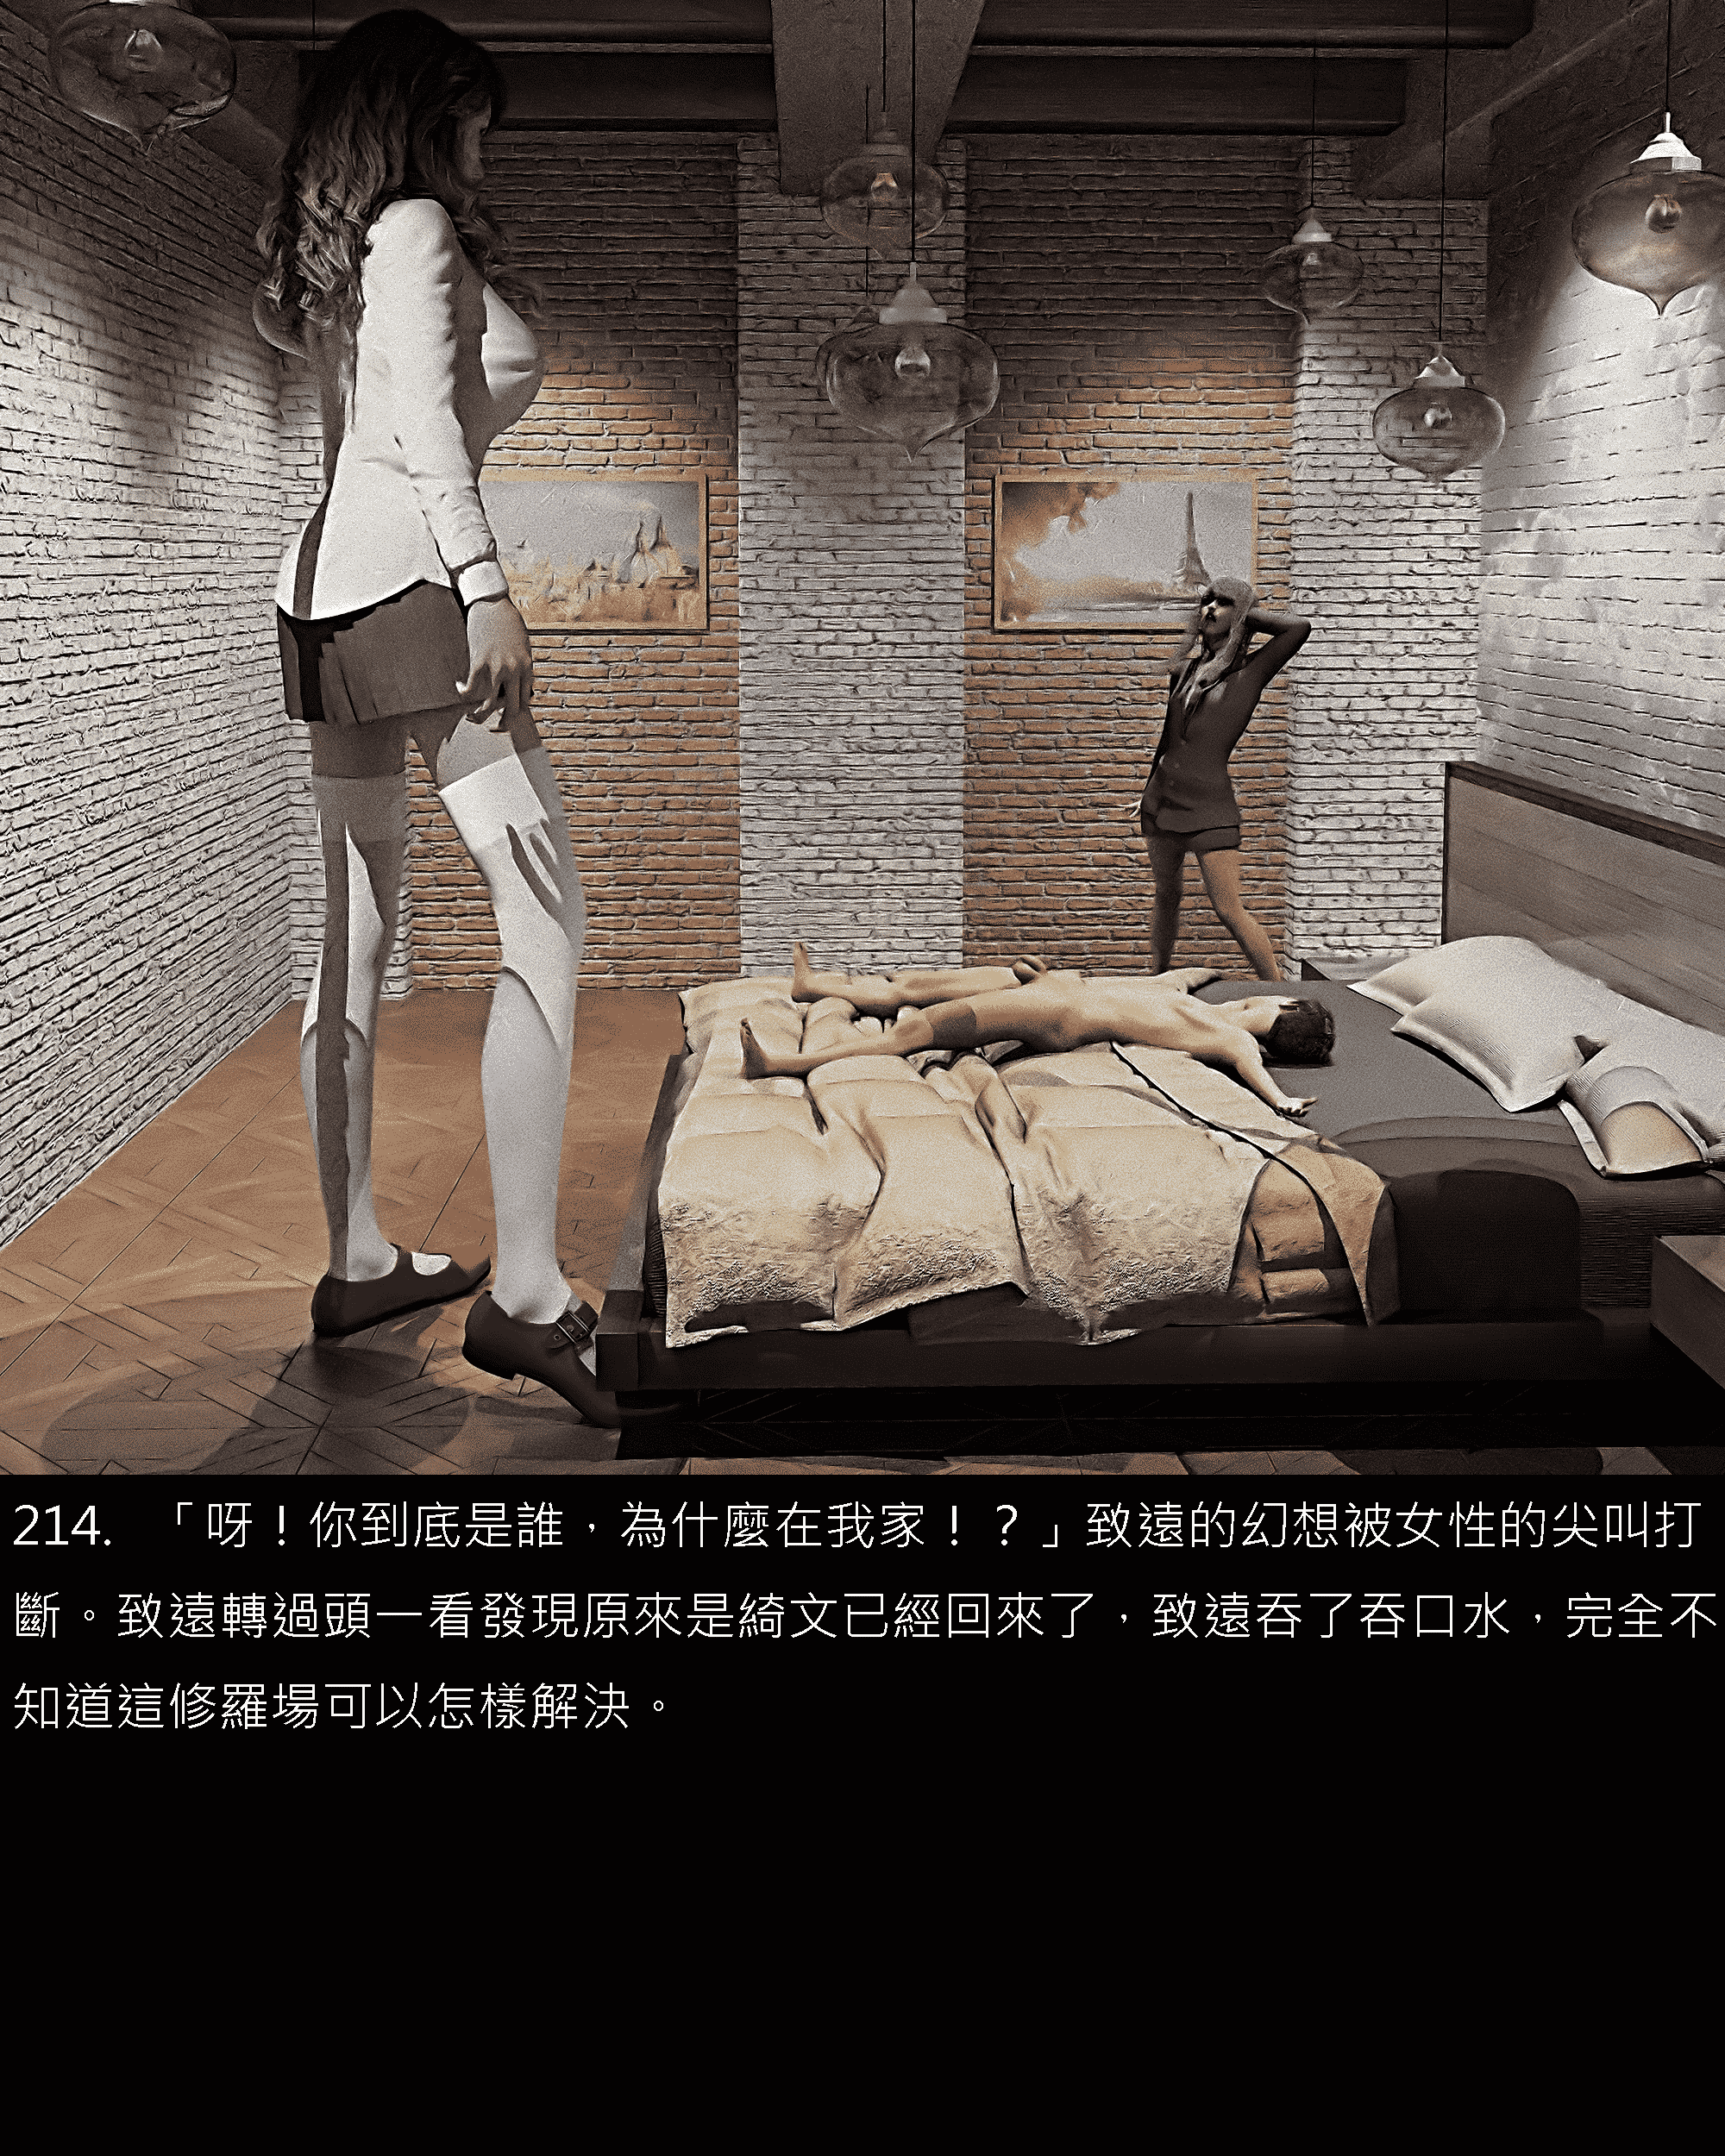 214. 「呀！你到底是誰，為什麼在我家！？」致遠的幻想被女性的尖叫打
斷。致遠轉過頭一看發現原來是綺文已經回來了，致遠吞了吞口水，完全不
知道這修羅場可以怎樣解決。